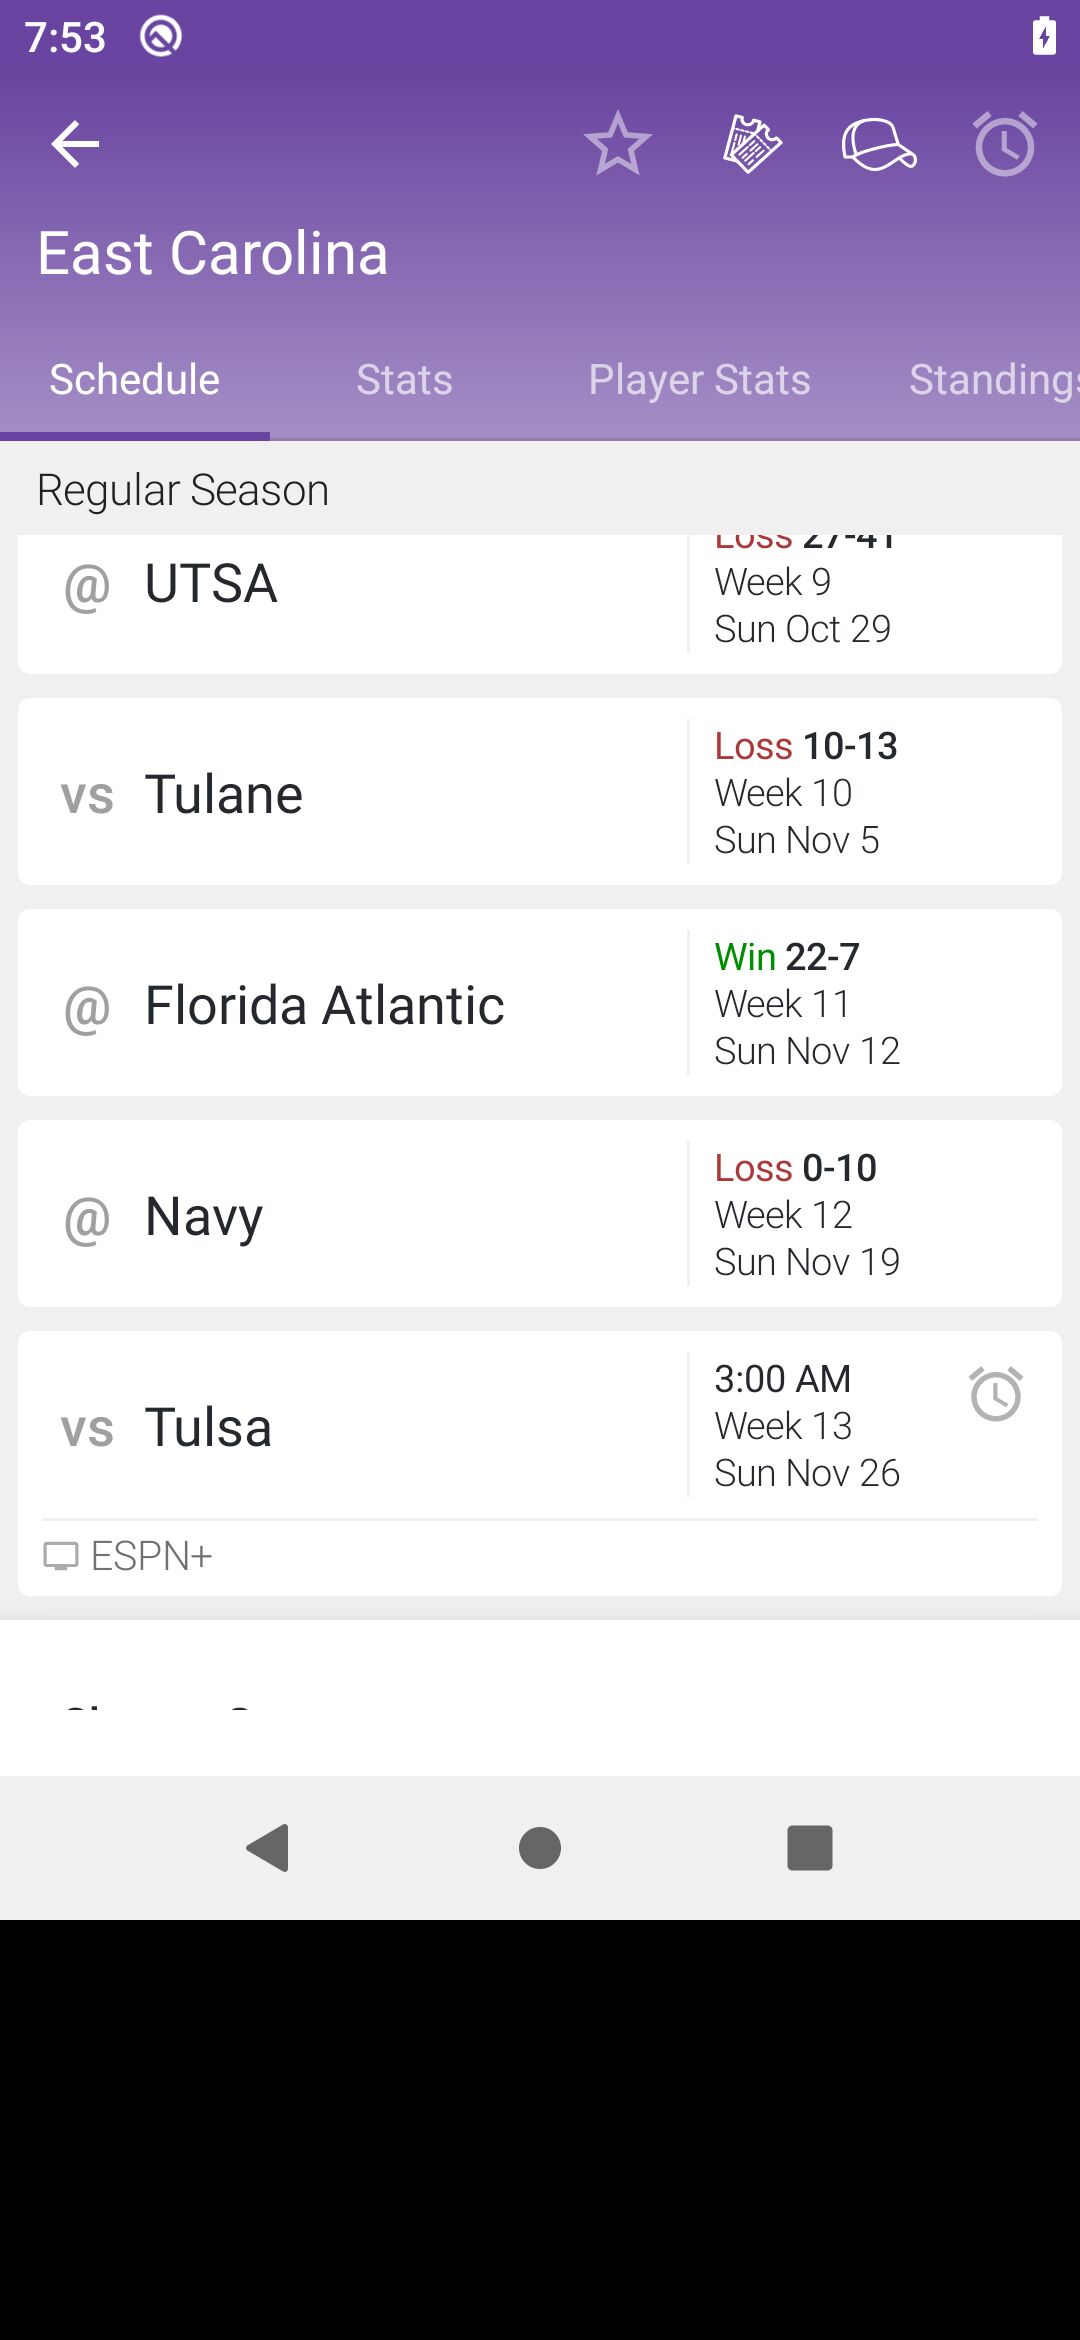 7:53
East Carolina
Schedule Stats Player Stats Standings
Regular Season
Loss 27-41
@ UTSA
Week 9
Sun Oct 29
Loss 10-13
vs Tulane
Week 10
Sun Nov 5
Win 22-7
@ Florida Atlantic
Week 11
Sun Nov 12
Loss 0-10
@ Navy
Week 12
Sun Nov 19
3:00 AM
vs Tulsa
Week 13
Sun Nov 26
ESPN+